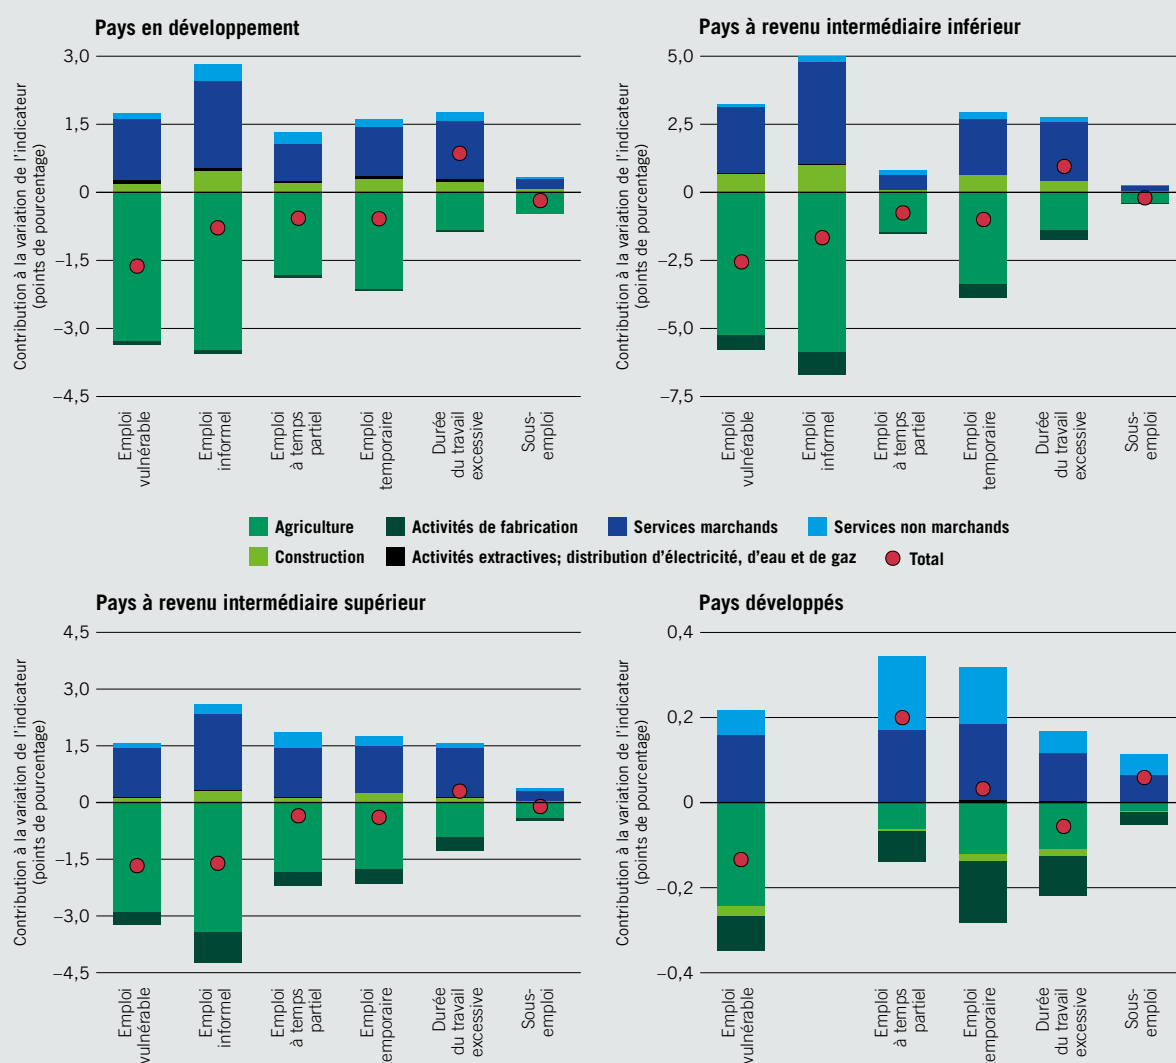 Pays en développement
Contribution à la variation de l'indicateur
(points de pourcentage)
3,0
1,5
0
–1,5
–3,0
–4,5
Emploi
vulnérable
Emploi
informel
Emploi
à temps
partiel
Emploi
temporaire
Durée
du travail
excessive
Sous-
emploi
Pays à revenu intermédiaire inférieur
Contribution à la variation de l'indicateur
(points de pourcentage)
5,0
2,5
0
–2,5
–5,0
–7,5
Emploi
vulnérable
Emploi
informel
Emploi
à temps
partiel
Emploi
temporaire
Durée
du travail
excessive
Sous-
emploi
Agriculture
Activités de fabrication
Services marchands
Services non marchands
Construction
Activités extractives; distribution d'électricité, d'eau et de gaz
Total
Pays à revenu intermédiaire supérieur
Contribution à la variation de l'indicateur
(points de pourcentage)
4,5
3,0
1,5
0
–1,5
–3,0
–4,5
Emploi
vulnérable
Emploi
informel
Emploi
à temps
partiel
Emploi
temporaire
Durée
du travail
excessive
Sous-
emploi
Pays développés
Contribution à la variation de l'indicateur
(points de pourcentage)
0,4
0,2
0
–0,2
–0,4
Emploi
vulnérable
Emploi
à temps
partiel
Emploi
temporaire
Durée
du travail
excessive
Sous-
emploi